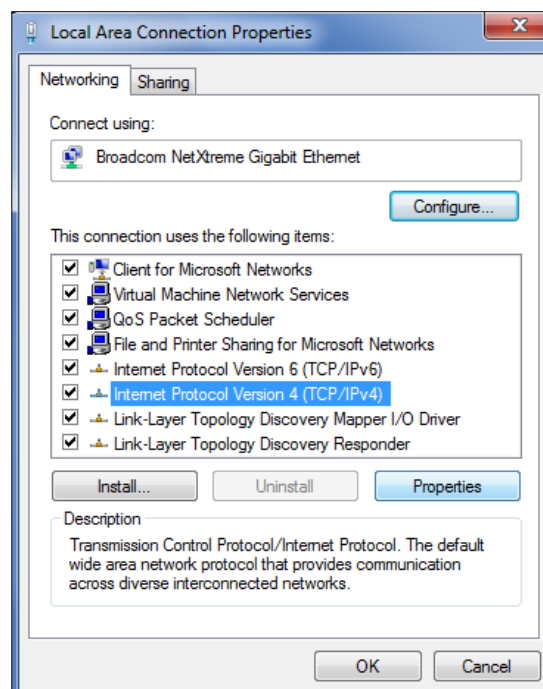 Local Area Connection Properties
Networking
Sharing
Connect using:
Broadcom NetXtreme Gigabit Ethernet
Configure...
This connection uses the following items:
Client for Microsoft Networks
Virtual Machine Network Services
QoS Packet Scheduler
File and Printer Sharing for Microsoft Networks
Internet Protocol Version 6 (TCP/IPv6)
Internet Protocol Version 4 (TCP/IPv4)
Link-Layer Topology Discovery Mapper I/O Driver
Link-Layer Topology Discovery Responder
Install...
Uninstall
Properties
Description
Transmission Control Protocol/Internet Protocol. The default
wide area network protocol that provides communication
across diverse interconnected networks.
OK
Cancel